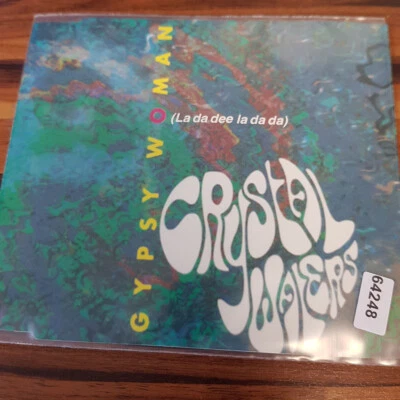 GYPSY WOMAN
(La da dee la da da)
CRYSTAL
WATERS
64248